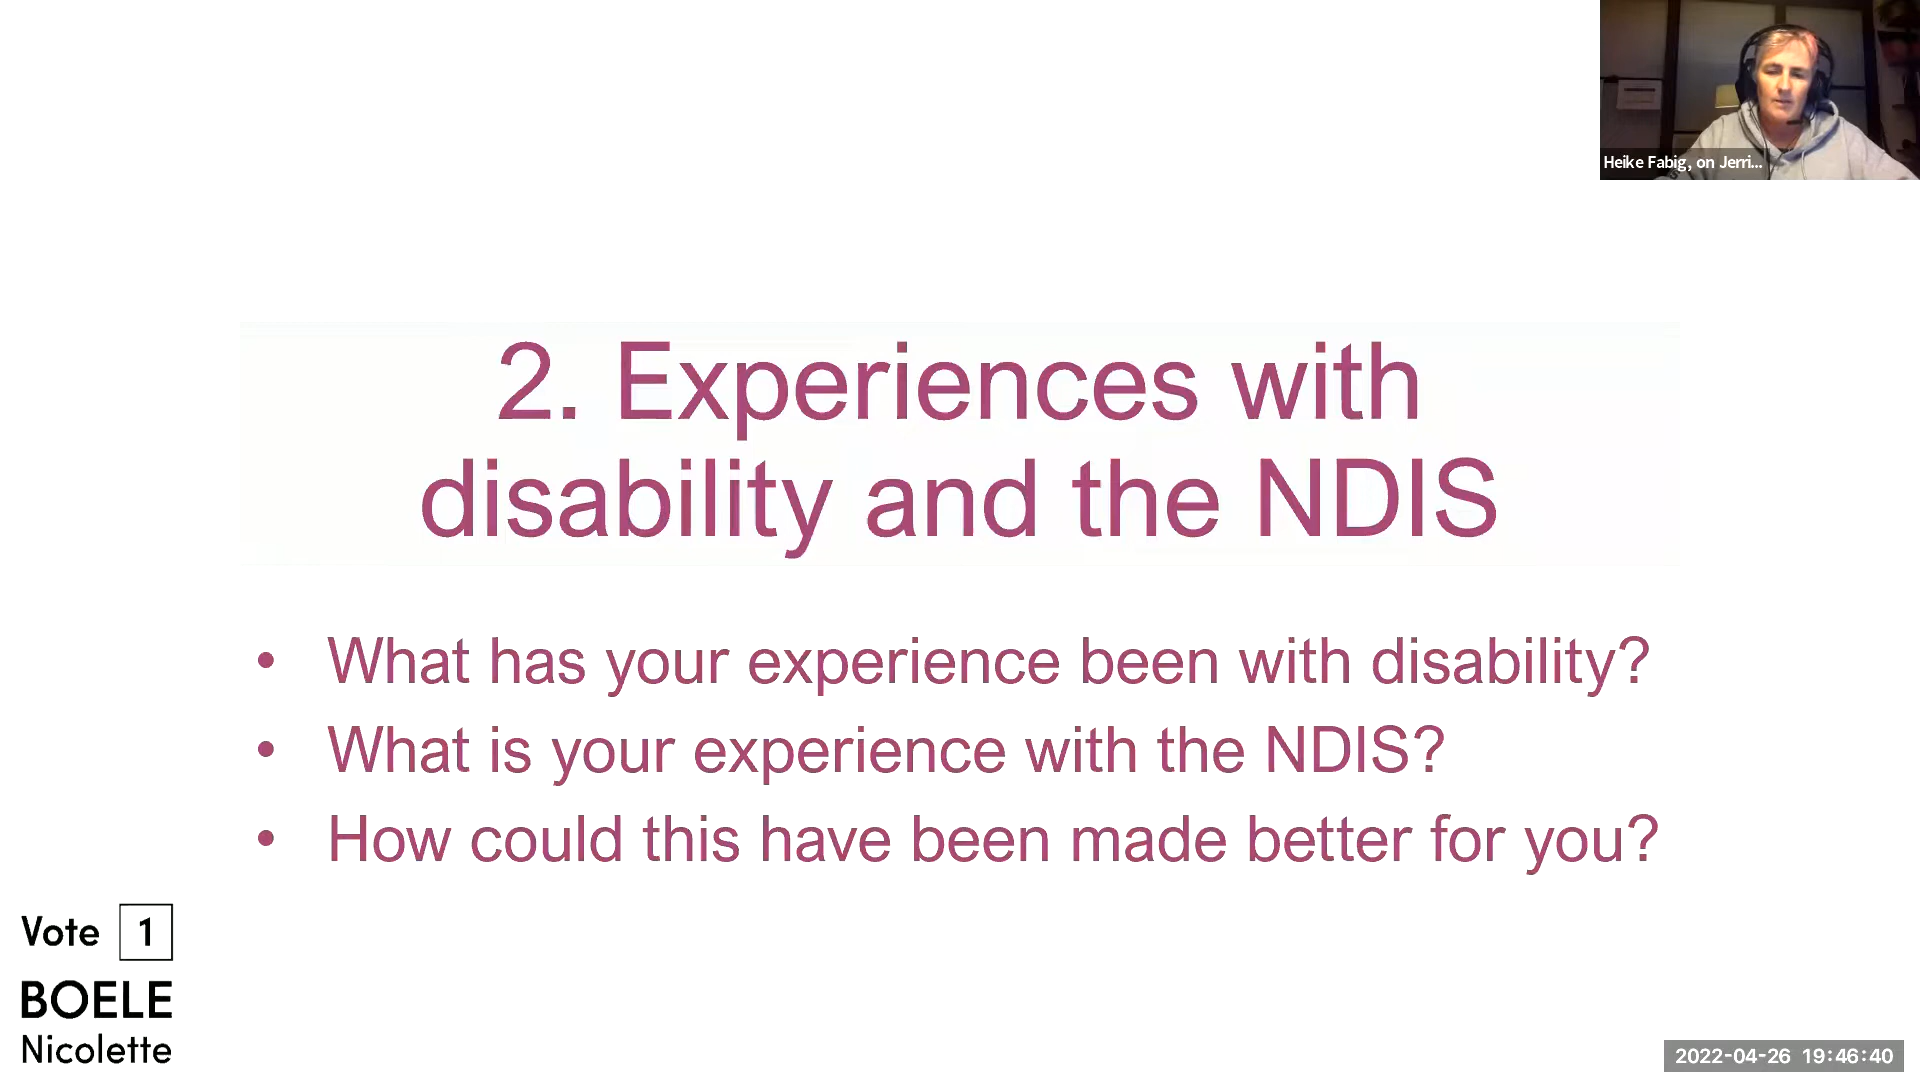 Heike Fabig, on Jerri...
2. Experiences with
disability and the NDIS
• What has your experience been with disability?
• What is your experience with the NDIS?
• How could this have been made better for you?
Vote 1
BOELE
Nicolette
2022-04-26 19:46:40